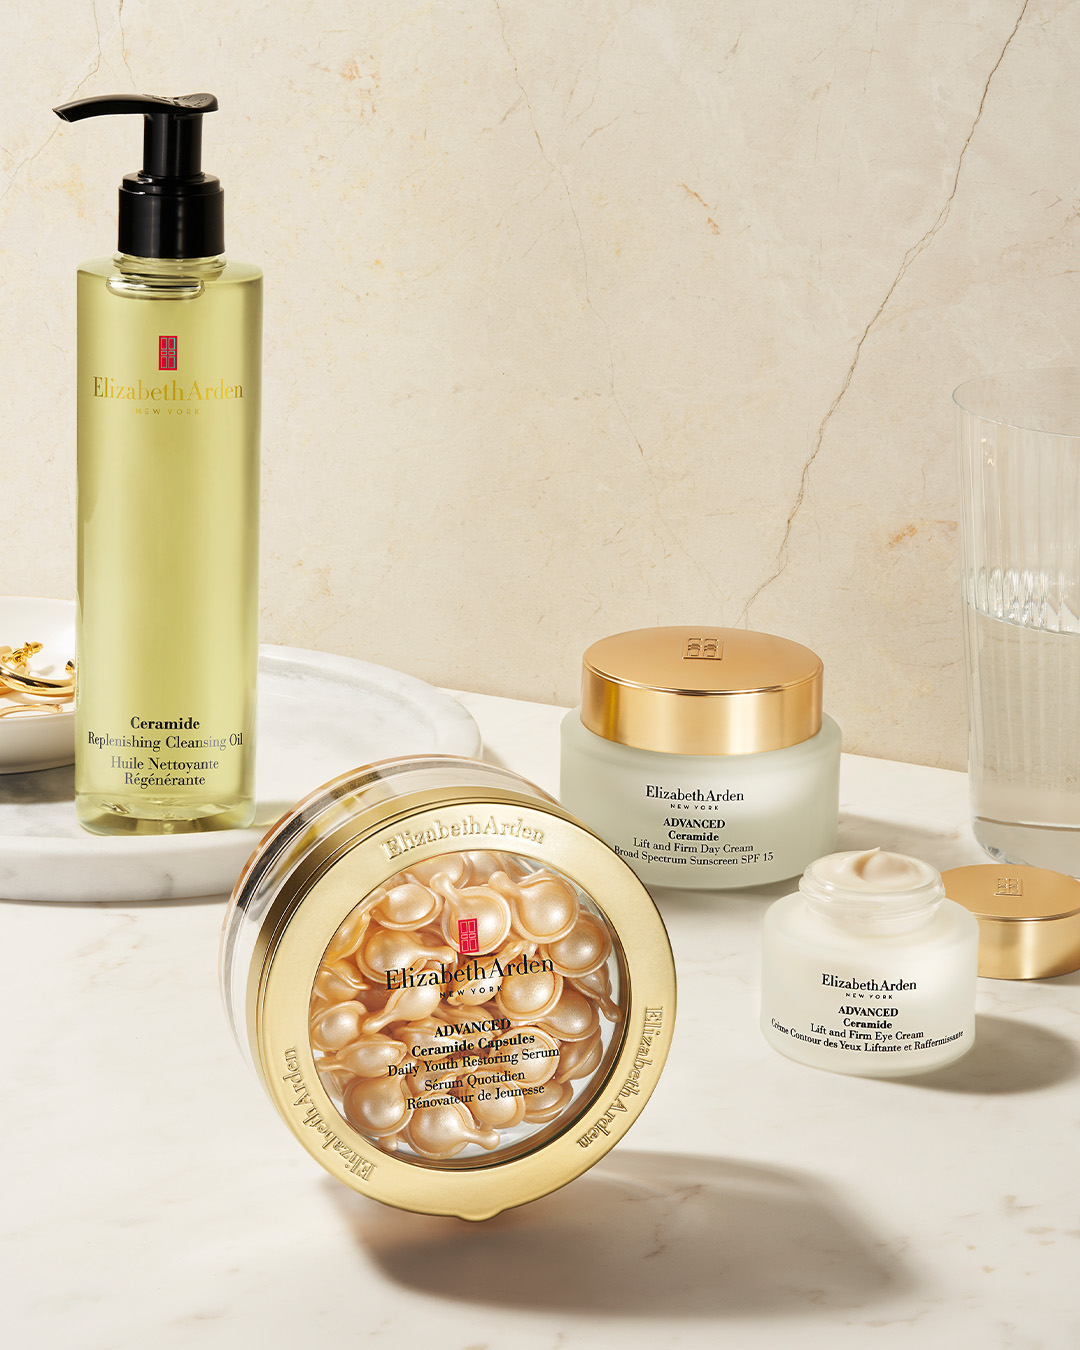 Elizabeth Arden
NEW YORK
Ceramide
Replenishing Cleansing Oil
Huile Nettoyante
Régénérante
Elizabeth Arden
Elizabeth Arden
NEW YORK
ADVANCED
Ceramide Capsules
Daily Youth Restoring Serum
Sérum Quotidien
Rénovateur de Jeunesse
Elizabeth Arden
Elizabeth Arden
Elizabeth Arden
NEW YORK
ADVANCED
Ceramide
Lift and Firm Day Cream
Broad Spectrum Sunscreen SPF 15
Elizabeth Arden
NEW YORK
ADVANCED
Ceramide
Lift and Firm Eye Cream
Crème Contour des Yeux Liftante et Raffermissante